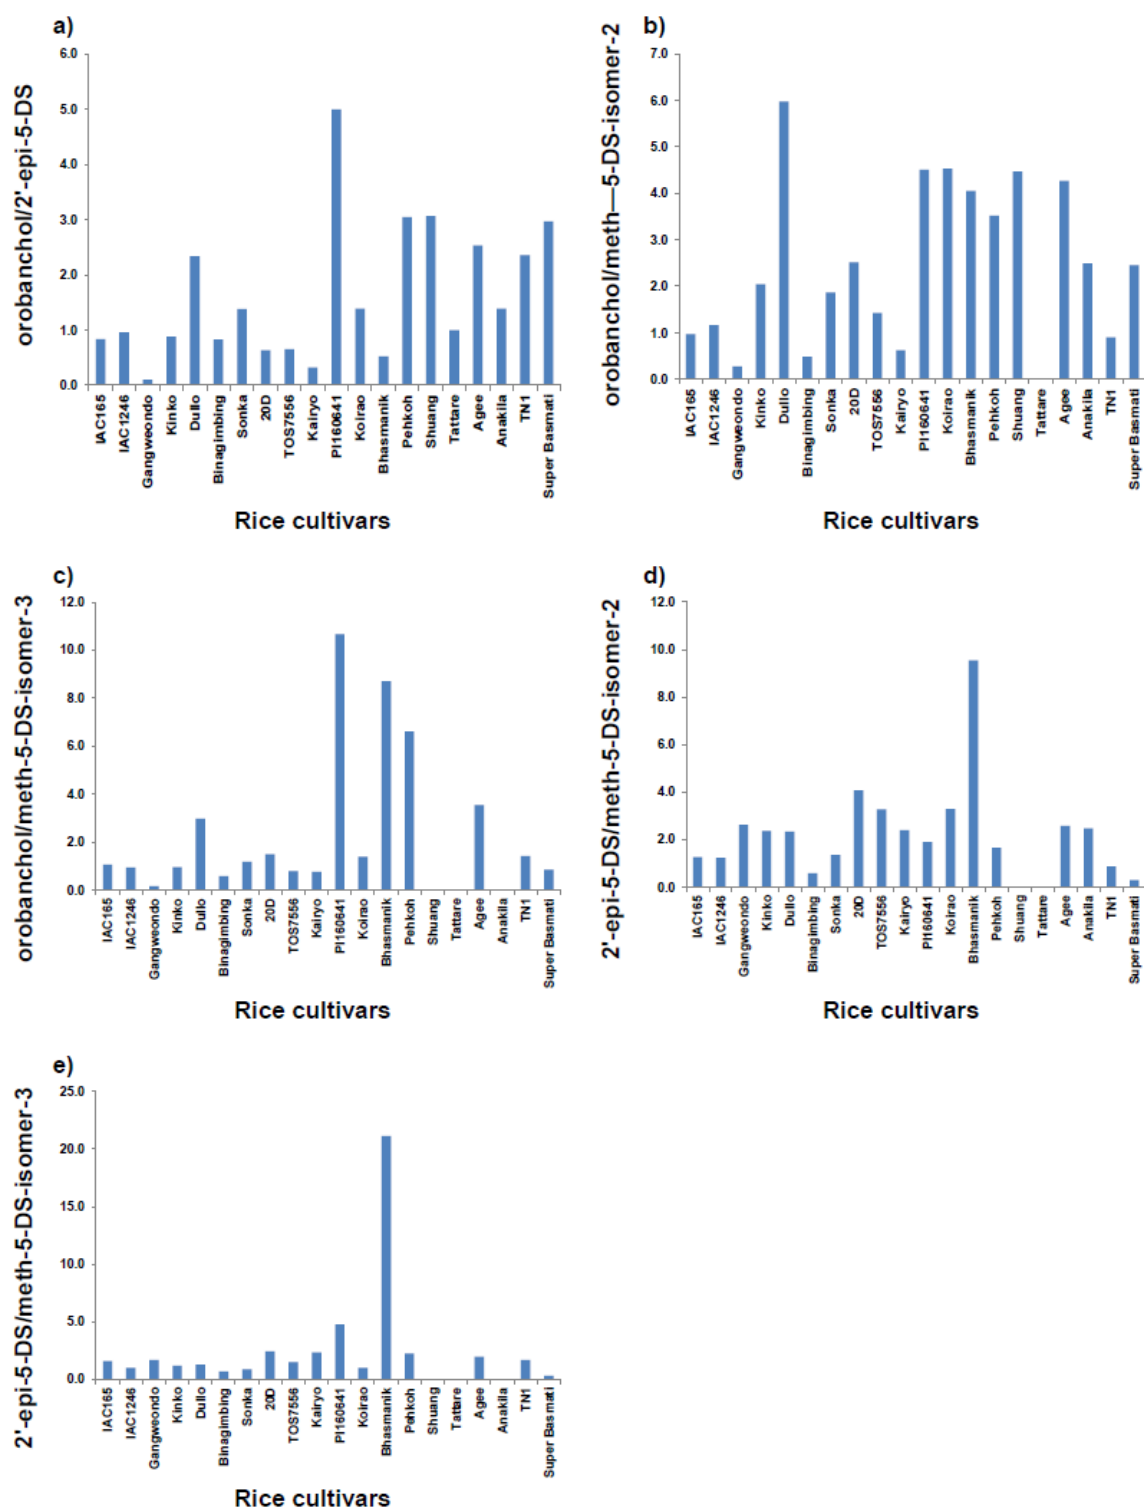 a)
orobanchol/2'-epi-5-DS
6.0
5.0
4.0
3.0
2.0
1.0
0.0
IAC165
IAC1246
Gangweondo
Kinko
Dullo
Binagimbing
Sonka
20D
TOS7556
Kairyo
PI160641
Koirao
Bhasmanik
Pehkoh
Shuang
Tattare
Agee
Anakila
TN1
Super Basmati
Rice cultivars
b)
orobanchol/meth—5-DS-isomer-2
7.0
6.0
5.0
4.0
3.0
2.0
1.0
0.0
IAC165
IAC1246
Gangweondo
Kinko
Dullo
Binagimbing
Sonka
20D
TOS7556
Kairyo
PI160641
Koirao
Bhasmanik
Pehkoh
Shuang
Tattare
Agee
Anakila
TN1
Super Basmati
Rice cultivars
c)
orobanchol/meth-5-DS-isomer-3
12.0
10.0
8.0
6.0
4.0
2.0
0.0
IAC165
IAC1246
Gangweondo
Kinko
Dullo
Binagimbing
Sonka
20D
TOS7556
Kairyo
PI160641
Koirao
Bhasmanik
Pehkoh
Shuang
Tattare
Agee
Anakila
TN1
Super Basmati
Rice cultivars
d)
2'-epi-5-DS/meth-5-DS-isomer-2
12.0
10.0
8.0
6.0
4.0
2.0
0.0
IAC165
IAC1246
Gangweondo
Kinko
Dullo
Binagimbing
Sonka
20D
TOS7556
Kairyo
PI160641
Koirao
Bhasmanik
Pehkoh
Shuang
Tattare
Agee
Anakila
TN1
Super Basmati
Rice cultivars
e)
2'-epi-5-DS/meth-5-DS-isomer-3
25.0
20.0
15.0
10.0
5.0
0.0
IAC165
IAC1246
Gangweondo
Kinko
Dullo
Binagimbing
Sonka
20D
TOS7556
Kairyo
PI160641
Koirao
Bhasmanik
Pehkoh
Shuang
Tattare
Agee
Anakila
TN1
Super Basmati
Rice cultivars